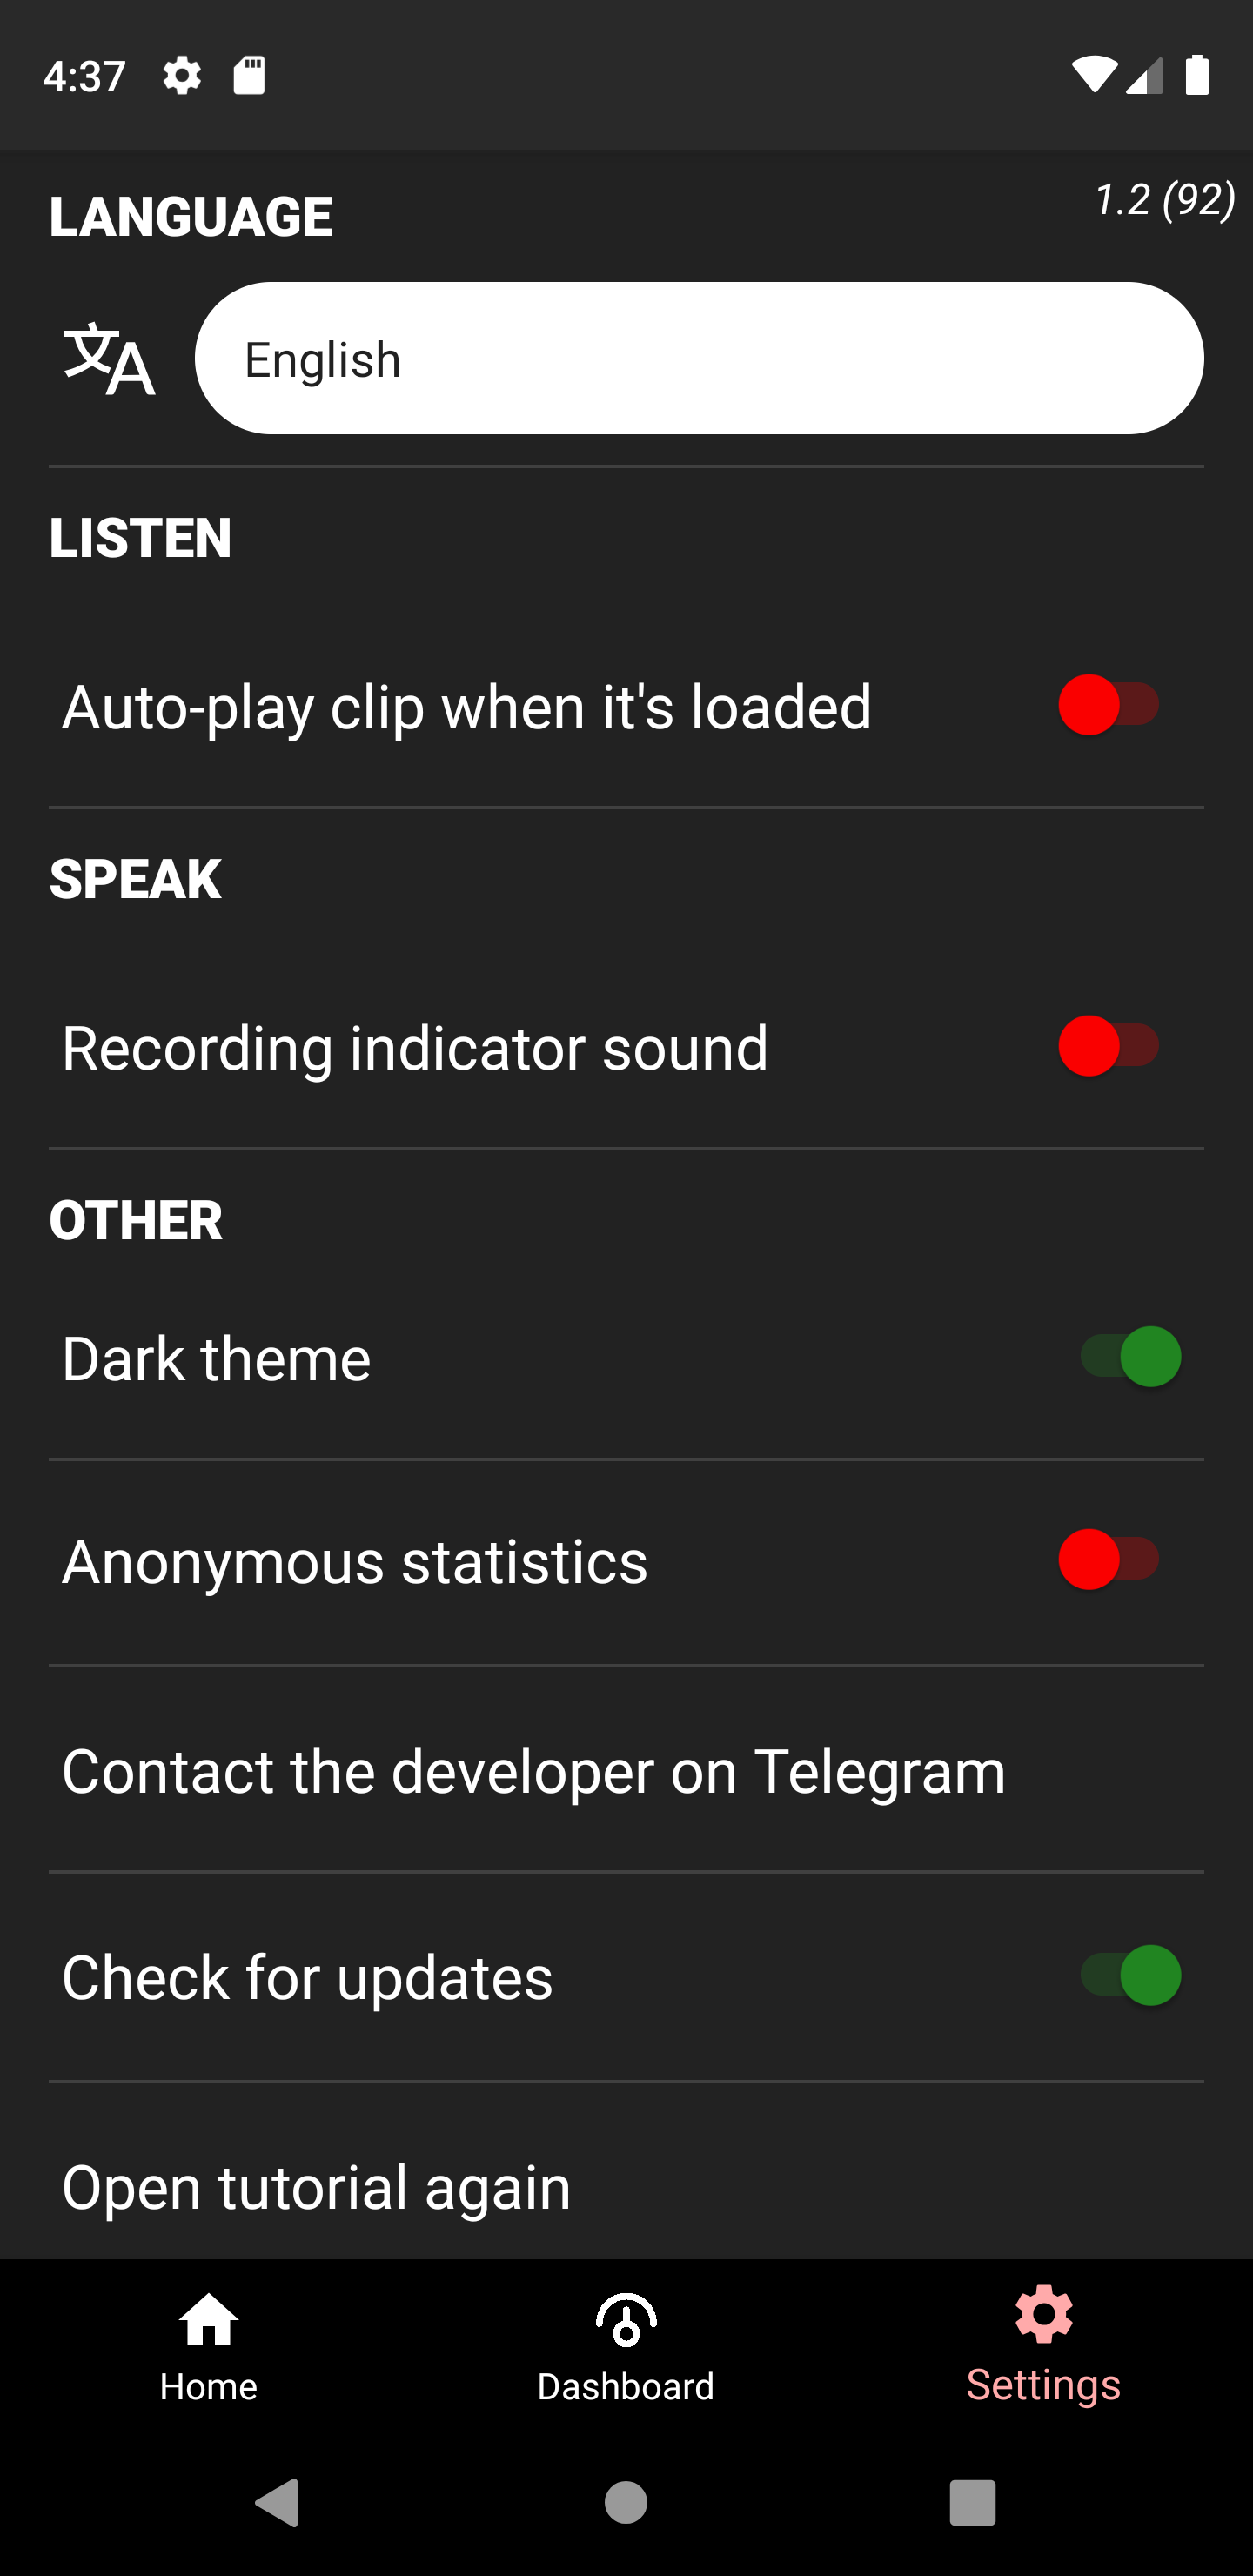 4:37
1.2 (92)
LANGUAGE
文A
English
LISTEN
Auto-play clip when it's loaded
SPEAK
Recording indicator sound
OTHER
Dark theme
Anonymous statistics
Contact the developer on Telegram
Check for updates
Open tutorial again
Home
Dashboard
Settings